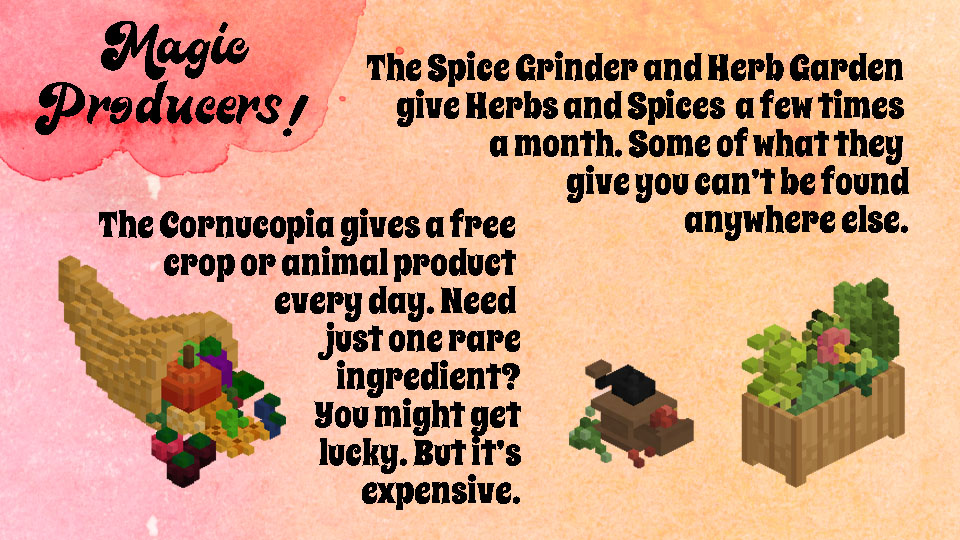 Magic
Producers!
The Spice Grinder and Herb Garden
give Herbs and Spices a few times
a month. Some of what they
give you can't be found
anywhere else.
The Cornucopia gives a free
crop or animal product
every day. Need
just one rare
ingredient?
You might get
lucky. But it's
expensive.